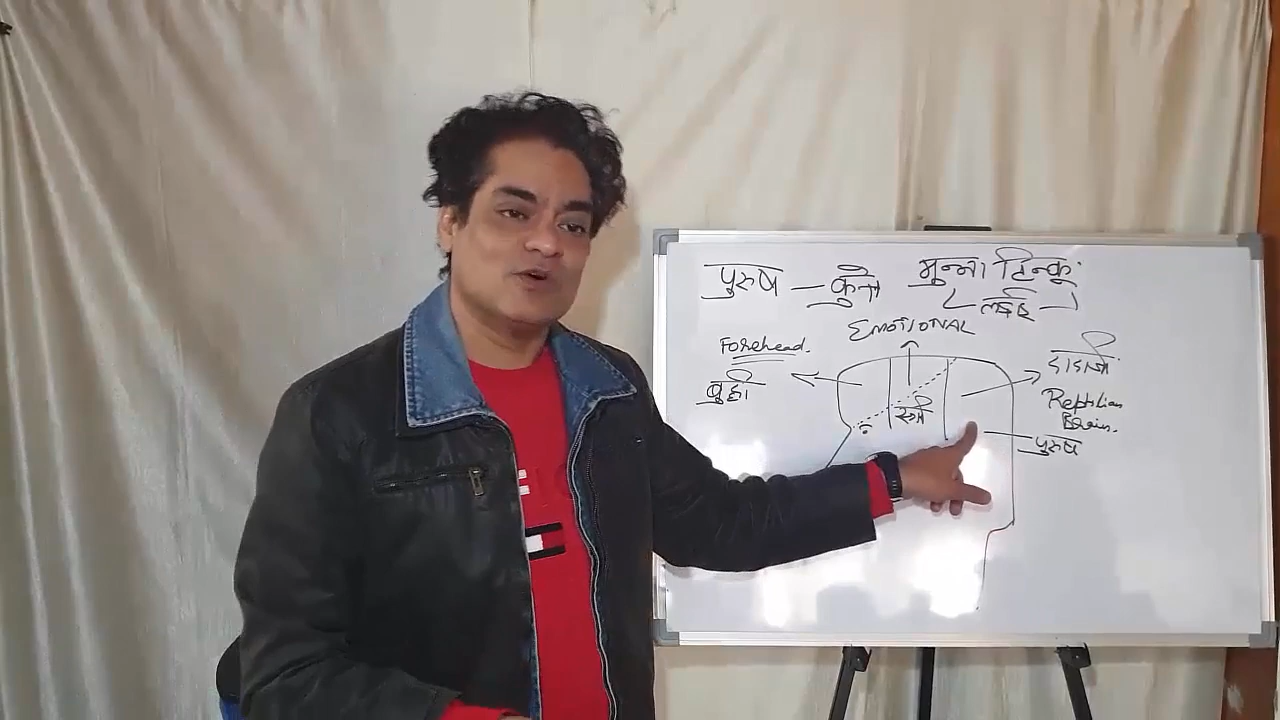 पुरुष — कुत्ते मुन्ना टिन्कू
EMOTIONAL
Forehead.
Reptilian
Brain.
स्त्री
पुरुष